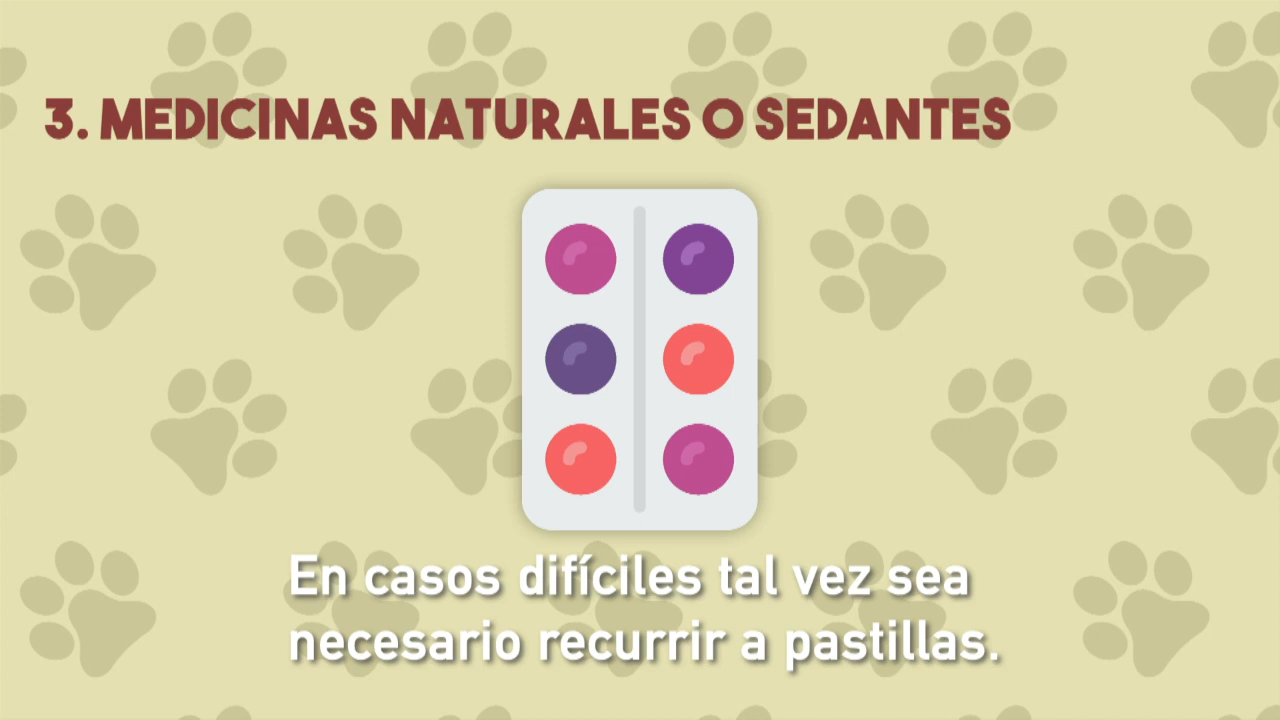 3. MEDICINAS NATURALES O SEDANTES
En casos difíciles tal vez sea
necesario recurrir a pastillas.